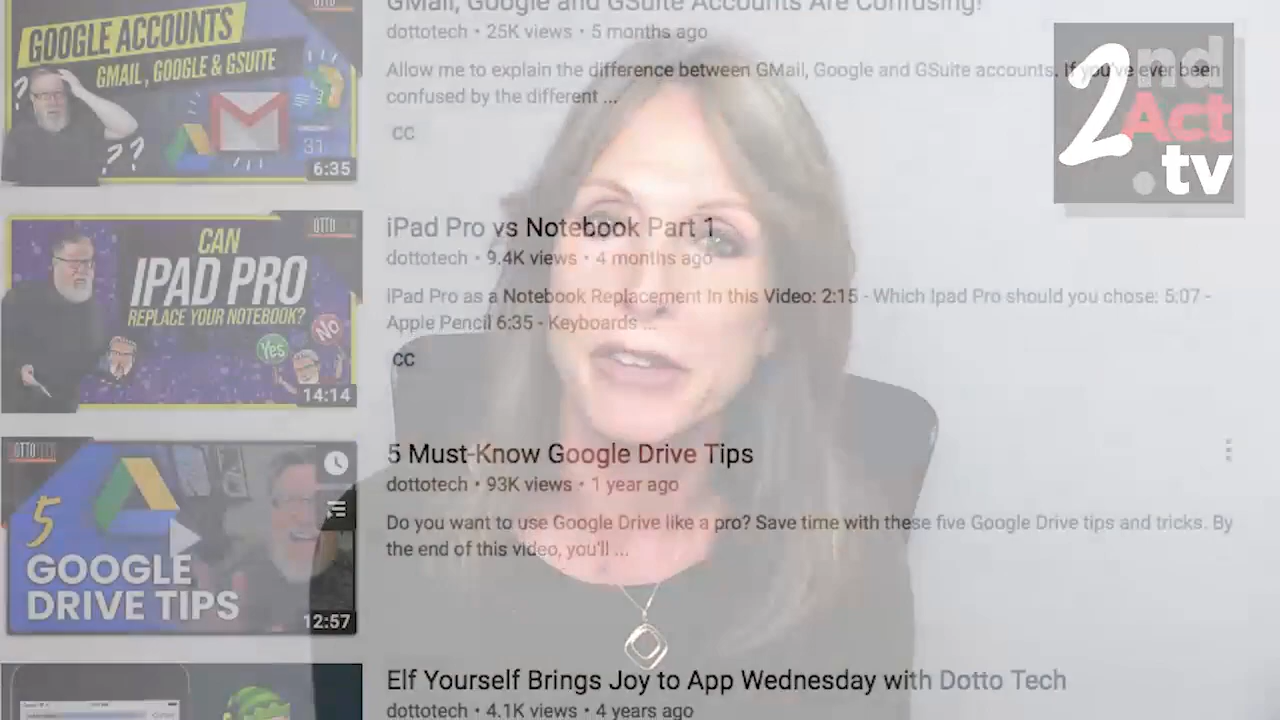 OTTO
GOOGLE ACCOUNTS
GMAIL, GOOGLE & GSUITE
?
??
31
6:35
GMail, Google and GSuite Accounts Are Confusing!
dottotech • 25K views • 5 months ago
Allow me to explain the difference between GMail, Google and GSuite accounts. If you've ever been
confused by the different ...
CC
2nd
Act
.tv
OTTO
CAN
IPAD PRO
REPLACE YOUR NOTEBOOK?
No
Yes
14:14
iPad Pro vs Notebook Part 1
dottotech • 9.4K views • 4 months ago
IPad Pro as a Notebook Replacement In this Video: 2:15 - Which Ipad Pro should you chose: 5:07 -
Apple Pencil 6:35 - Keyboards ...
CC
OTTOTECH
5
GOOGLE
DRIVE TIPS
12:57
5 Must-Know Google Drive Tips
dottotech • 93K views • 1 year ago
Do you want to use Google Drive like a pro? Save time with these five Google Drive tips and tricks. By
the end of this video, you'll ...
Elf Yourself Brings Joy to App Wednesday with Dotto Tech
dottotech • 4.1K views • 4 years ago